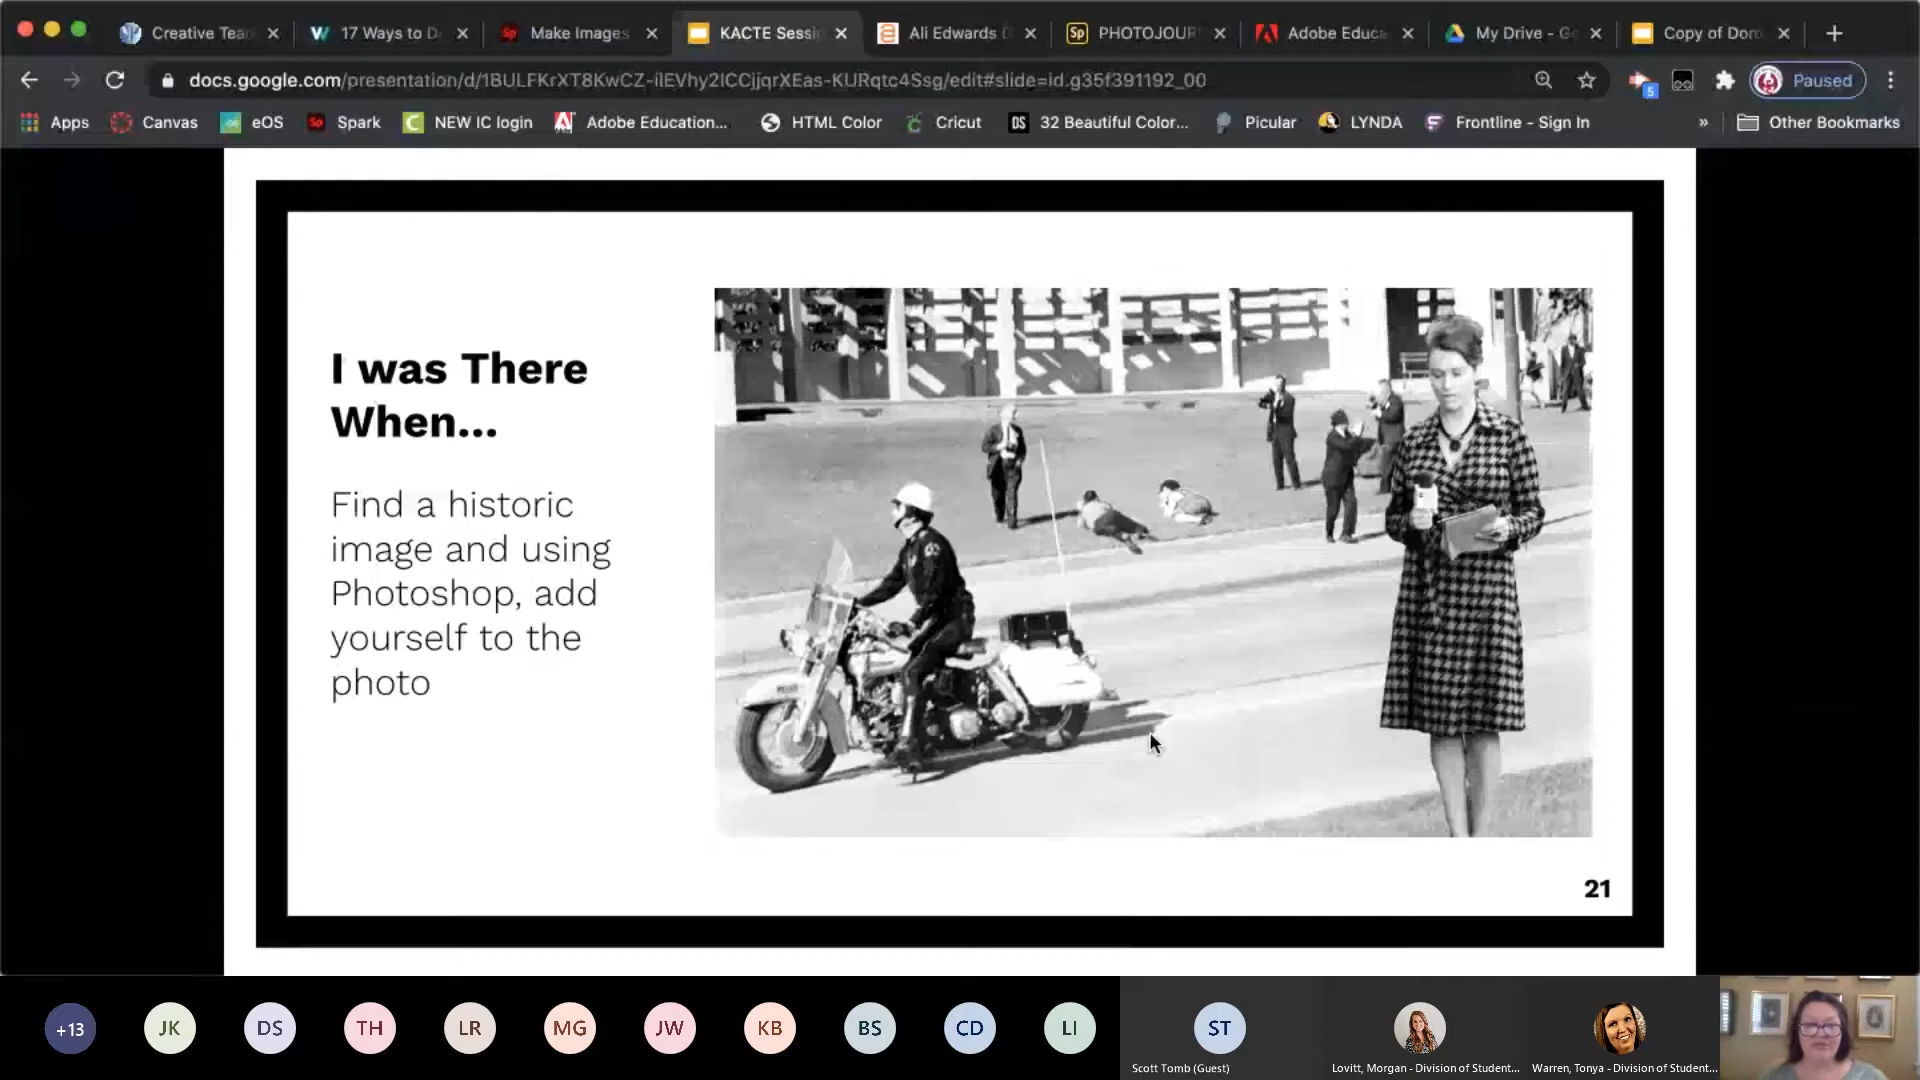 Creative Tea
17 Ways to D
Make Images
KACTE Sessi
Ali Edwards
PHOTOJOUR
Adobe Educa
My Drive - G
Copy of Dor
docs.google.com/presentation/d/1BULFKrXT8KwCZ-ilEVhy2lCCjjqrXEas-KURqtc4Ssg/edit#slide=id.g35f391192_00
5
Paused
Apps
Canvas
eOS
Spark
NEW IC login
Adobe Education...
HTML Color
Cricut
DS
32 Beautiful Color...
Picular
LYNDA
Frontline - Sign In
»
Other Bookmarks
I was There
When...
Find a historic
image and using
Photoshop, add
yourself to the
photo
21
+13
JK
DS
TH
LR
MG
JW
KB
BS
CD
LI
ST
Scott Tomb (Guest)
Lovitt, Morgan - Division of Student...
Warren, Tonya - Division of Student...